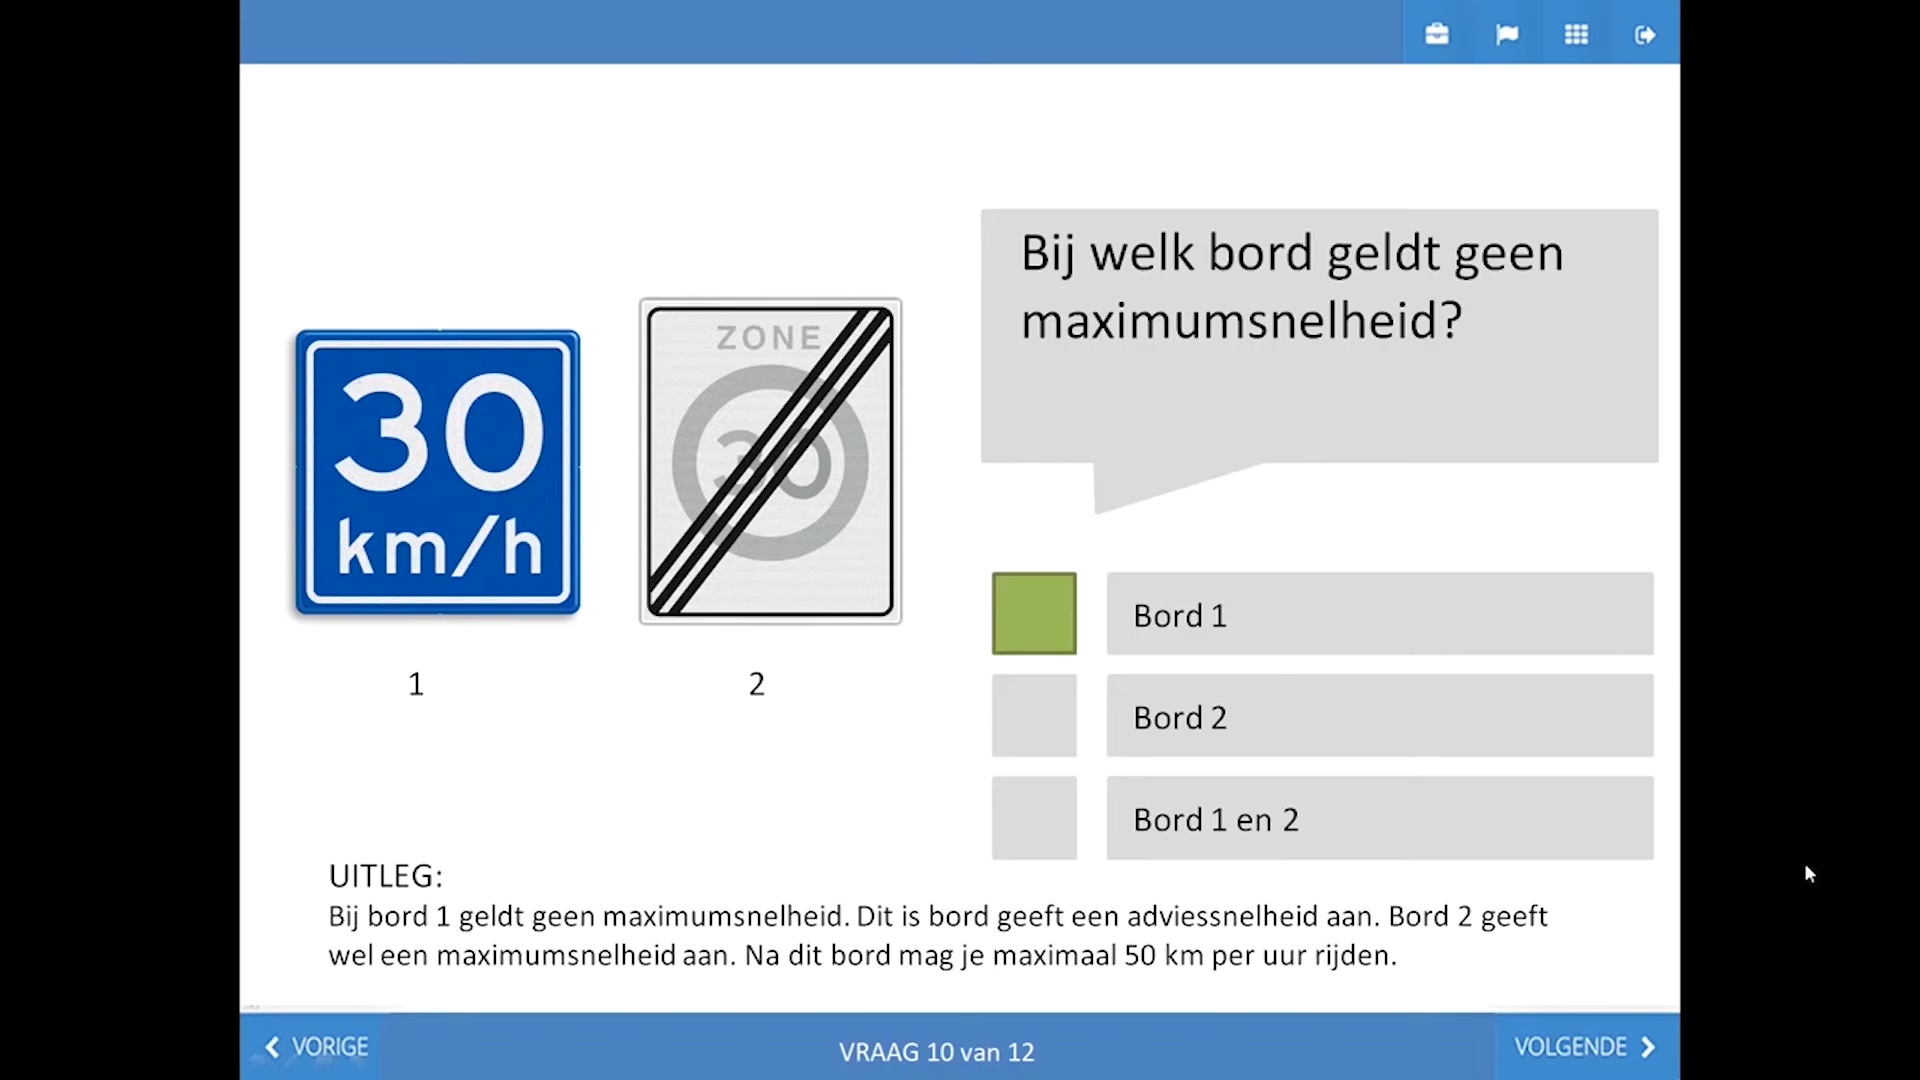 Bij welk bord geldt geen
maximumsnelheid?
30
km/h
ZONE
30
1
2
Bord 1
Bord 2
Bord 1 en 2
UITLEG:
Bij bord 1 geldt geen maximumsnelheid. Dit is bord geeft een adviessnelheid aan. Bord 2 geeft
wel een maximumsnelheid aan. Na dit bord mag je maximaal 50 km per uur rijden.
VORIGE
VRAAG 10 van 12
VOLGENDE